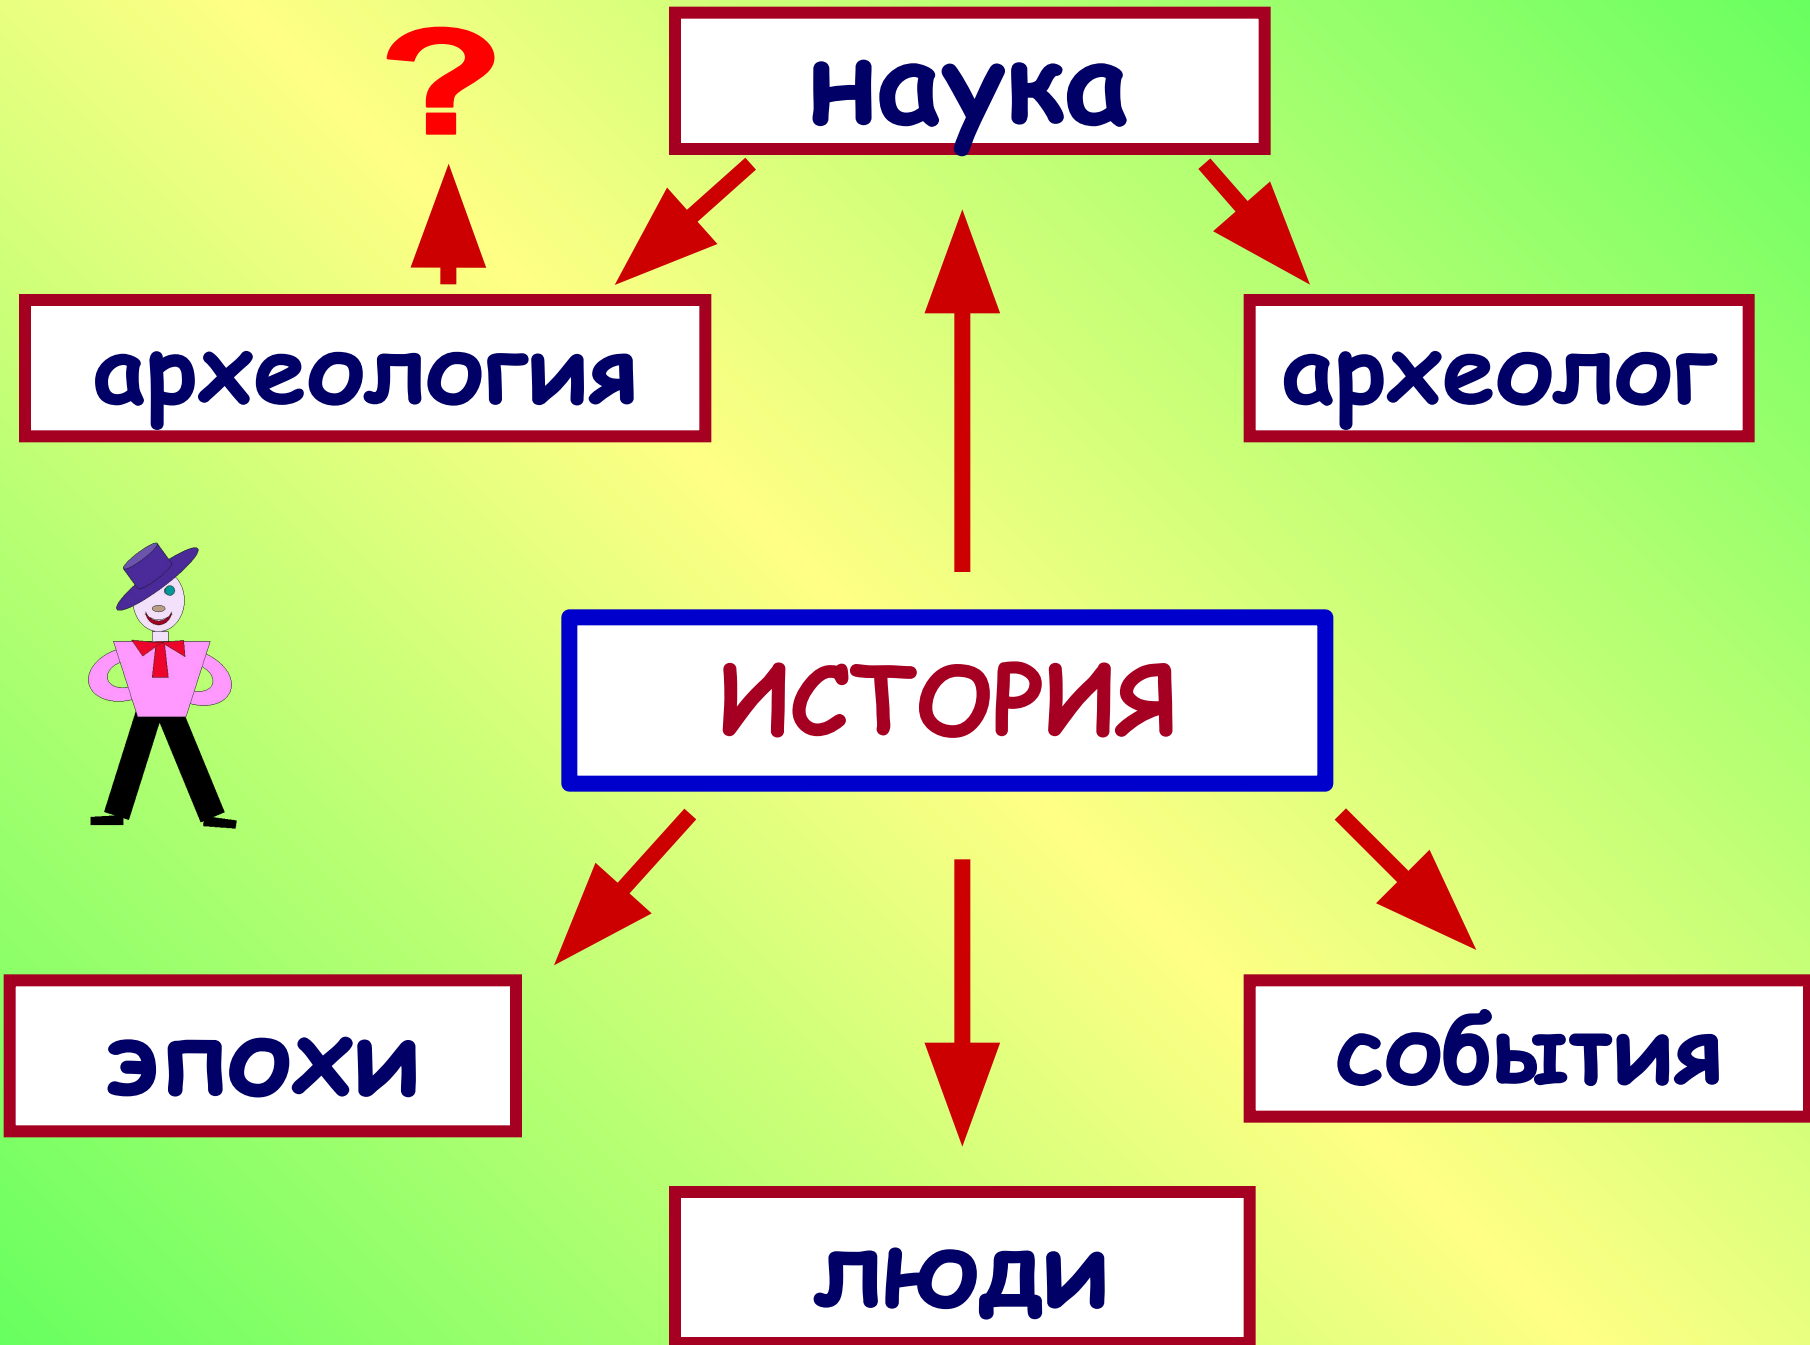 ?
наука
археология
археолог
ИСТОРИЯ
эпохи
события
люди